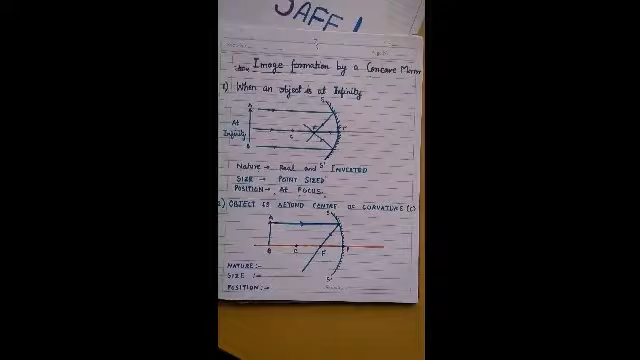 SAFE!
Image formation by a Concave Mirror
1) When an object is at Infinity
S
A
At
Infinity
C
F
P
B
S'
Nature → Real and INVERTED
SIZE → POINT SIZED
POSITION → At FOCUS.
2) OBJECT IS BEYOND CENTRE OF CURVATURE (C)
S
A
B
C
F
P
S'
NATURE :-
SIZE :-
POSITION :-